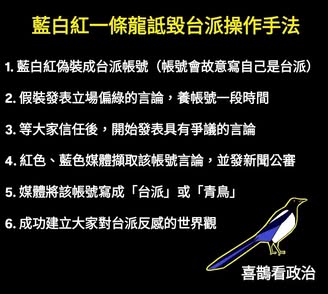 藍白紅一條龍詆毀台派操作手法
1. 藍白紅偽裝成台派帳號（帳號會故意寫自己是台派）
2. 假裝發表立場偏綠的言論，養帳號一段時間
3. 等大家信任後，開始發表具有爭議的言論
4. 紅色、藍色媒體擷取該帳號言論，並發新聞公審
5. 媒體將該帳號寫成「台派」或「青鳥」
6. 成功建立大家對台派反感的世界觀
喜鵲看政治